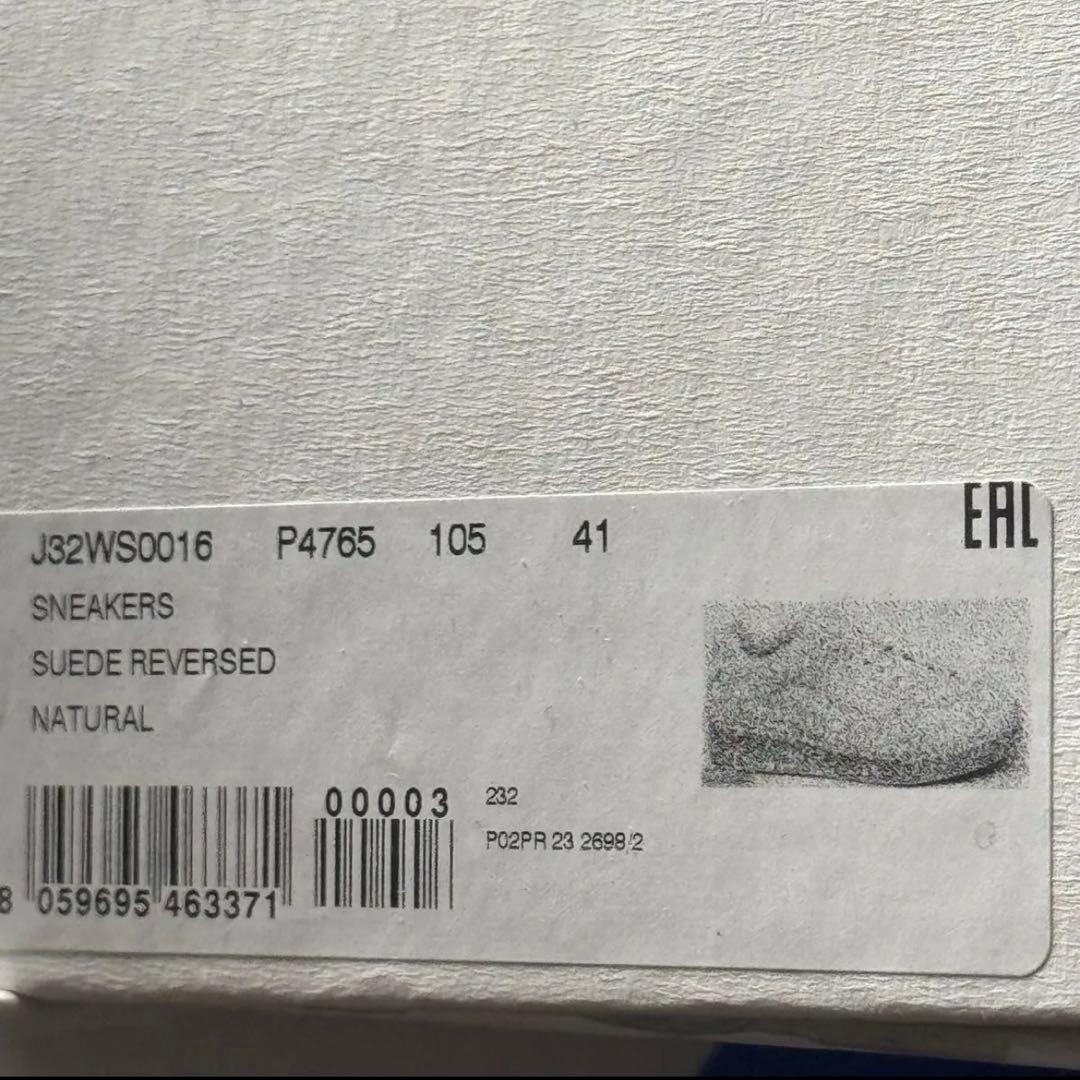 J32WS0016 P4765 105 41 EAC
SNEAKERS
SUEDE REVERSED
NATURAL
00003 232
P02PR 23 2698/2
8 059695 463371